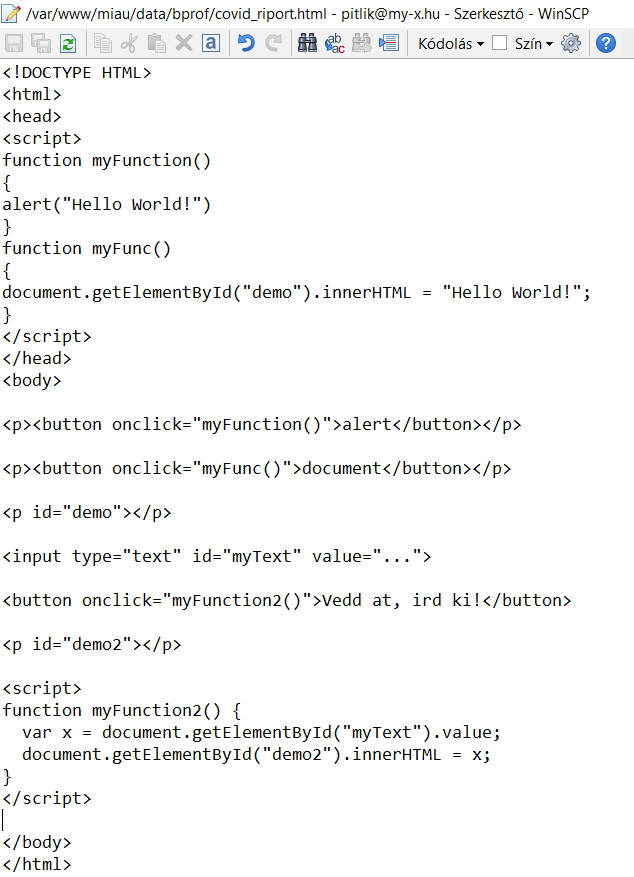 /var/www/miau/data/bprof/covid_riport.html - pitlik@my-x.hu - Szerkesztő - WinSCP
Kódolás Szín
<!DOCTYPE HTML>
<html>
<head>
<script>
function myFunction()
{
alert("Hello World!")
}
function myFunc()
{
document.getElementById("demo").innerHTML = "Hello World!";
}
</script>
</head>
<body>
<p><button onclick="myFunction()">alert</button></p>
<p><button onclick="myFunc()">document</button></p>
<p id="demo"></p>
<input type="text" id="myText" value="...">
<button onclick="myFunction2()">Vedd at, ird ki!</button>
<p id="demo2"></p>
<script>
function myFunction2() {
  var x = document.getElementById("myText").value;
  document.getElementById("demo2").innerHTML = x;
}
</script>
</body>
</html>